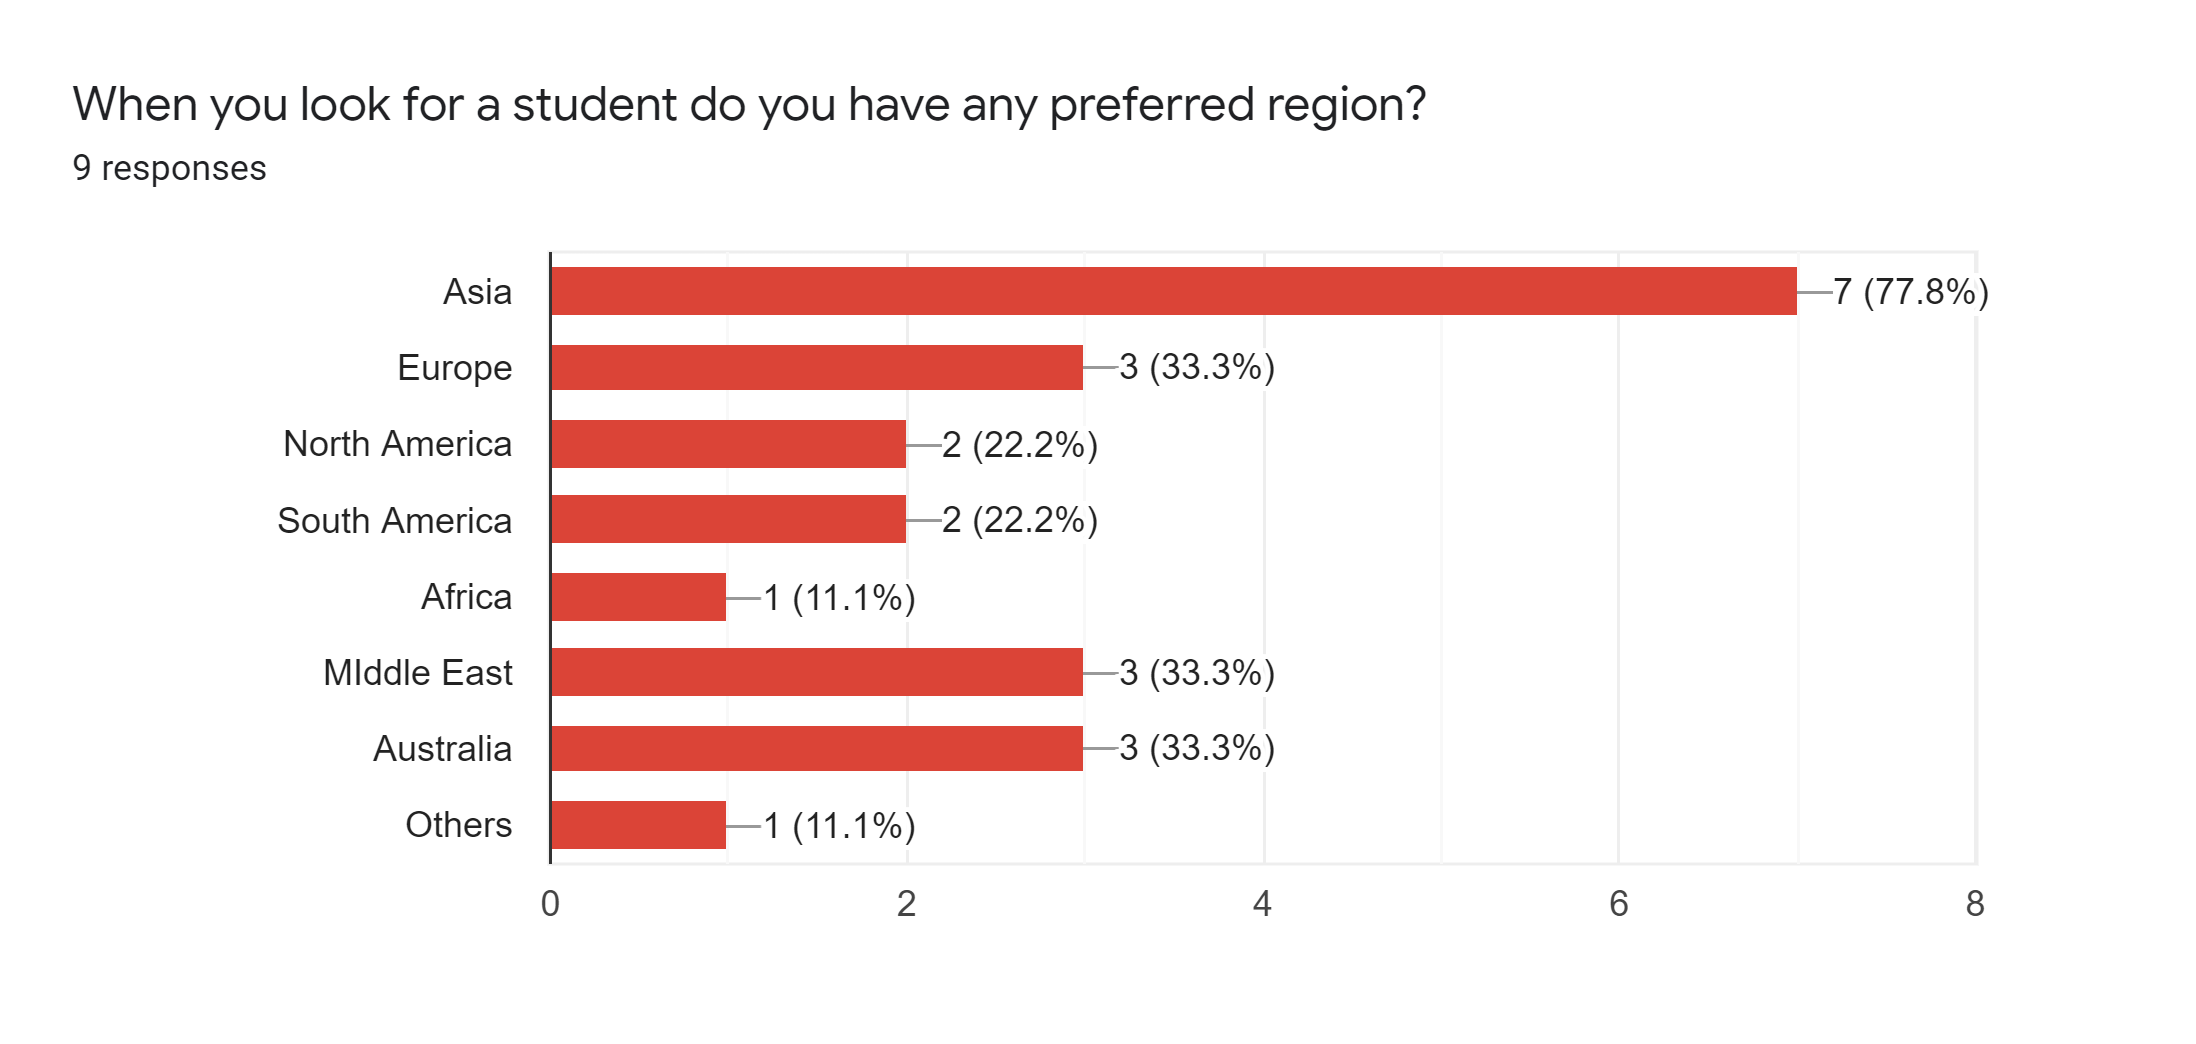 When you look for a student do you have any preferred region?
9 responses
Asia
7 (77.8%)
Europe
3 (33.3%)
North America
2 (22.2%)
South America
2 (22.2%)
Africa
1 (11.1%)
MIddle East
3 (33.3%)
Australia
3 (33.3%)
Others
1 (11.1%)
0 2 4 6 8